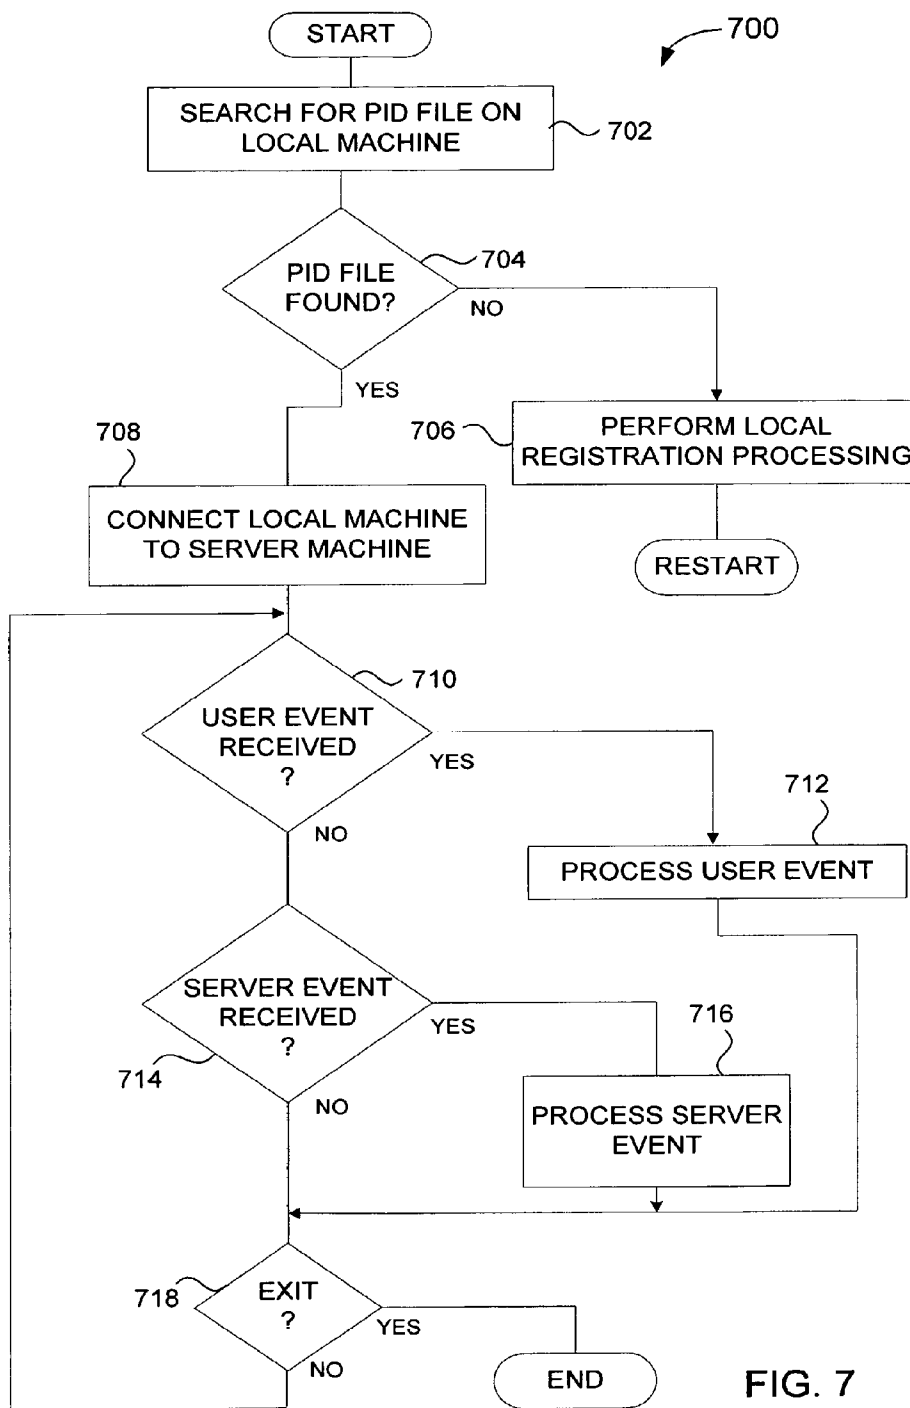 START
700
SEARCH FOR PID FILE ON
LOCAL MACHINE
702
PID FILE
FOUND?
704
NO
YES
708
706
PERFORM LOCAL
REGISTRATION PROCESSING
CONNECT LOCAL MACHINE
TO SERVER MACHINE
RESTART
710
USER EVENT
RECEIVED
?
YES
NO
712
PROCESS USER EVENT
SERVER EVENT
RECEIVED
?
YES
714
NO
716
PROCESS SERVER
EVENT
718
EXIT
?
YES
NO
END
FIG. 7